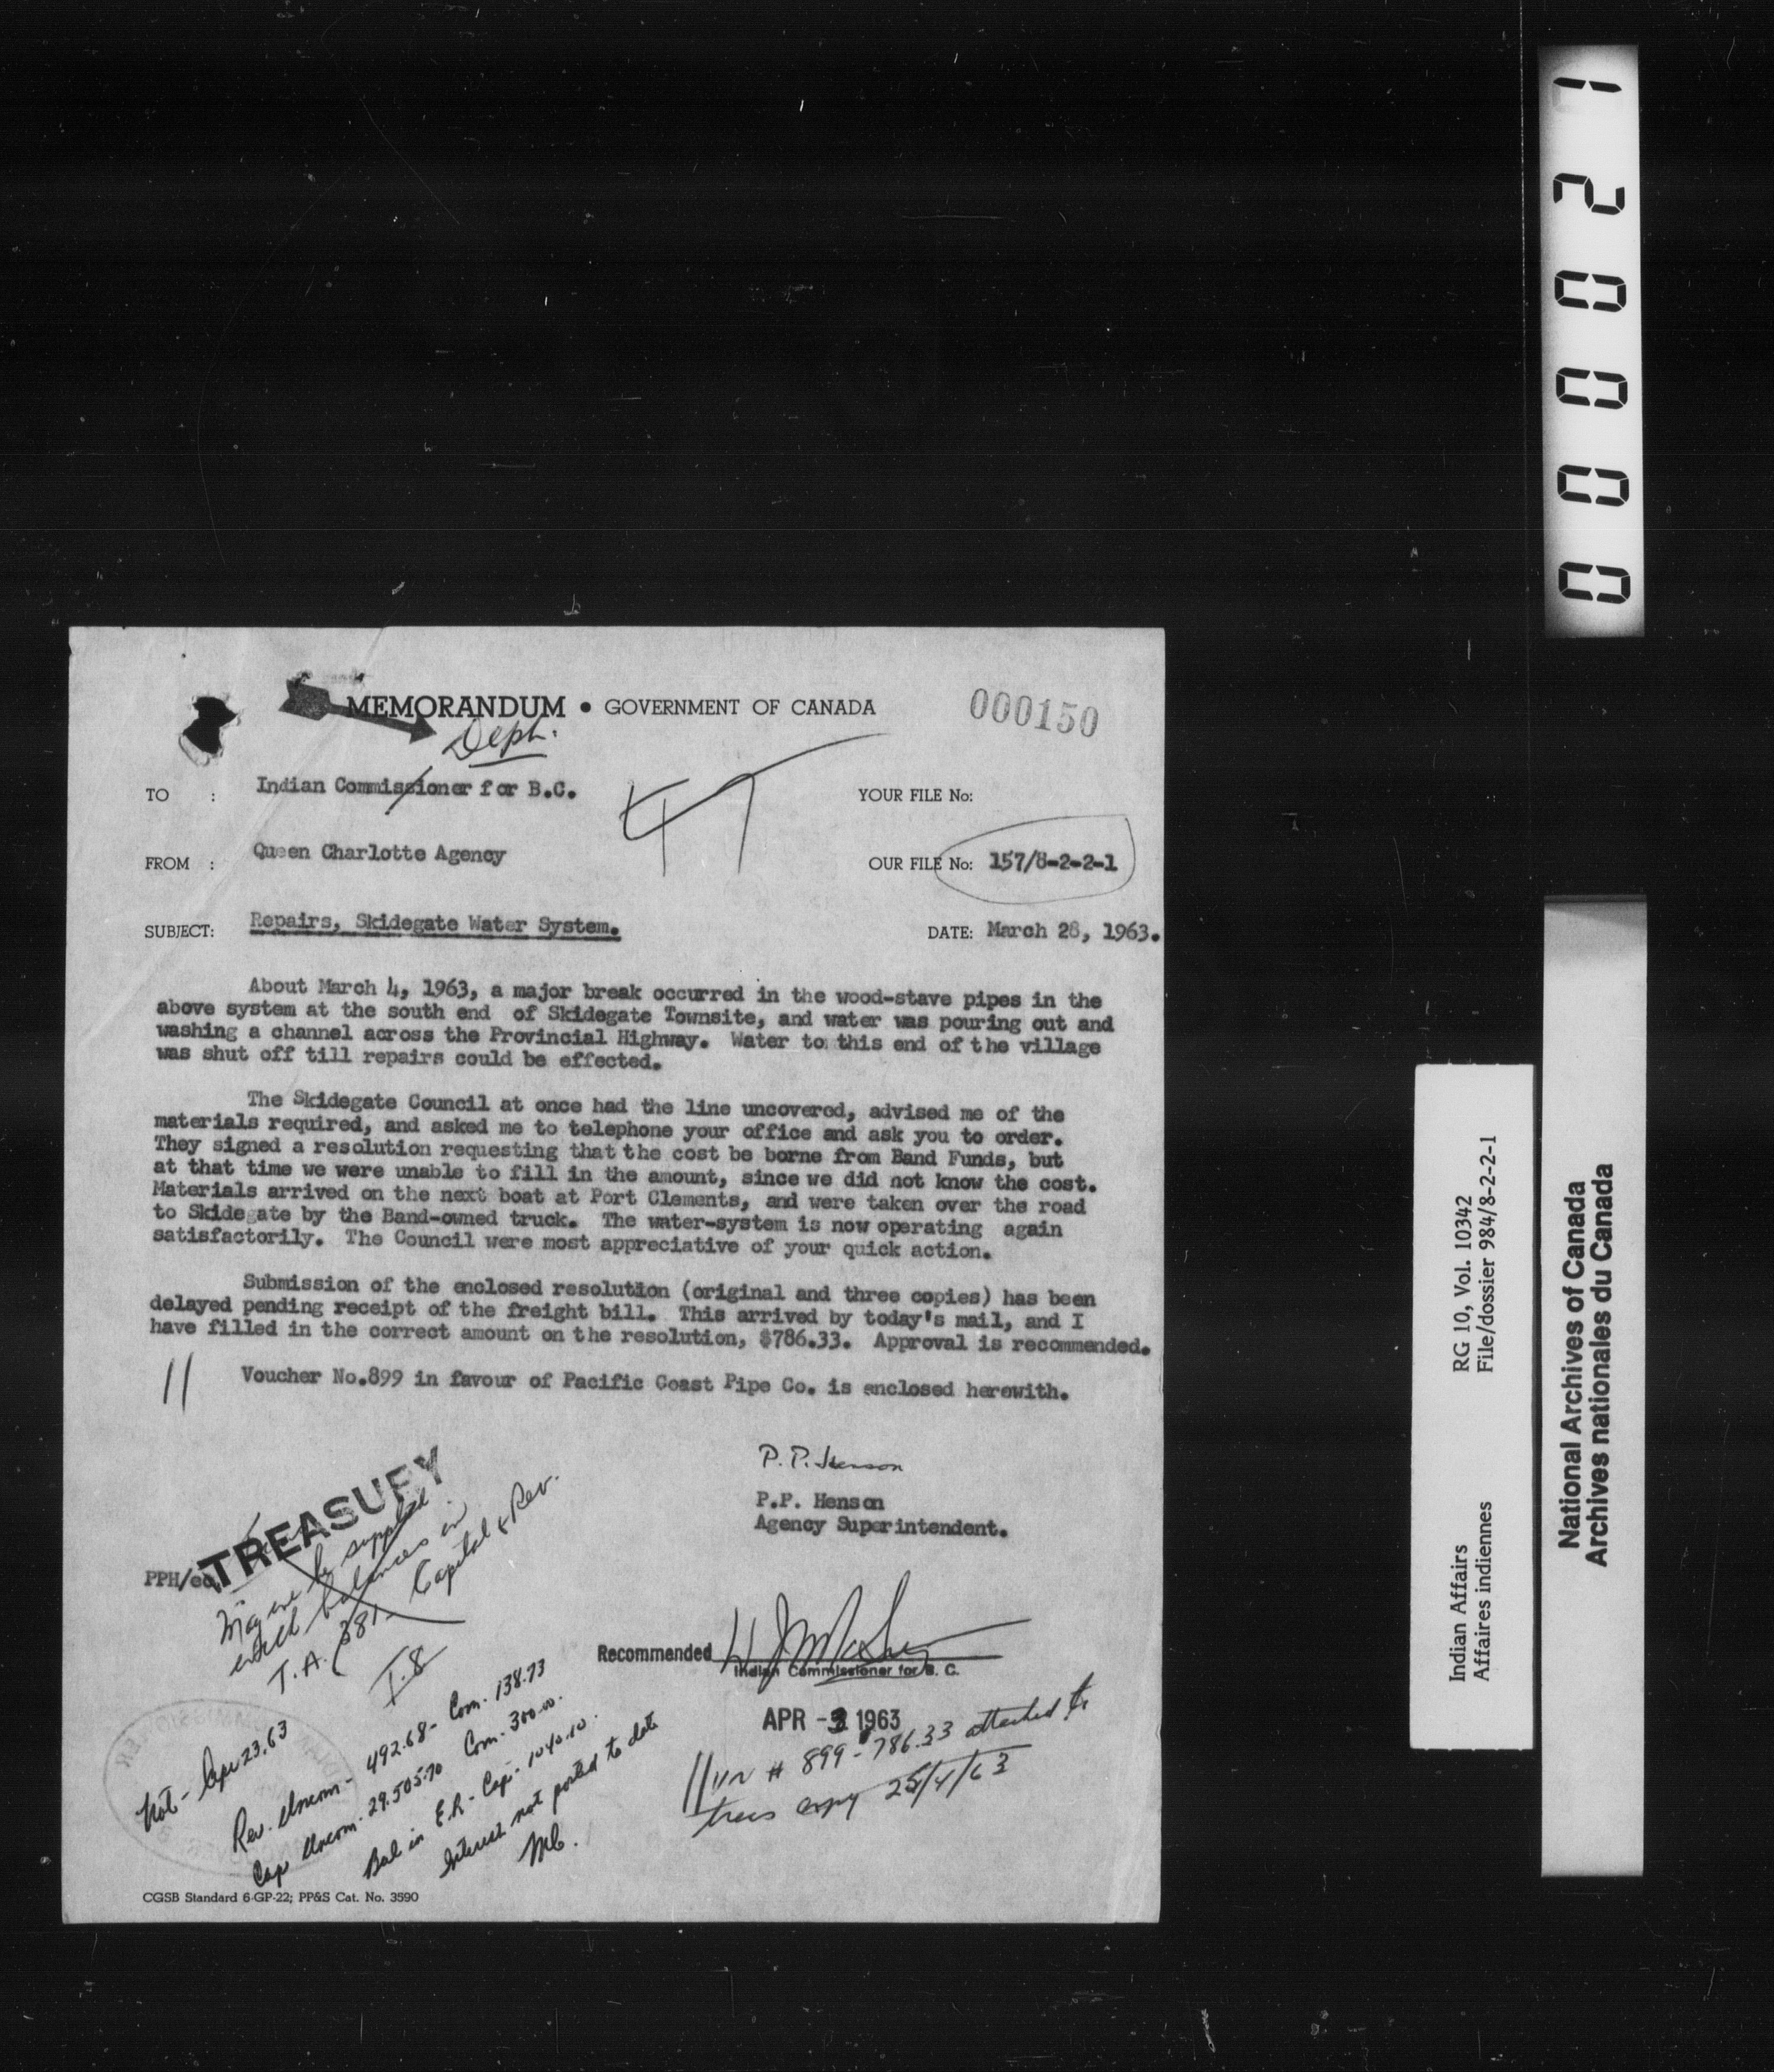 MEMORANDUM • GOVERNMENT OF CANADA
000150
Dept.
TO : Indian Commissioner for B.C.
47
YOUR FILE No:
FROM : Queen Charlotte Agency
OUR FILE No: 157/8-2-2-1
SUBJECT: Repairs, Skidegate Water System.
DATE: March 28, 1963.
About March 4, 1963, a major break occurred in the wood-stave pipes in the
above system at the south end of Skidegate Townsite, and water was pouring out and
washing a channel across the Provincial Highway. Water to this end of the village
was shut off till repairs could be effected.
The Skidegate Council at once had the line uncovered, advised me of the
materials required, and asked me to telephone your office and ask you to order.
They signed a resolution requesting that the cost be borne from Band Funds, but
at that time we were unable to fill in the amount, since we did not know the cost.
Materials arrived on the next boat at Port Clements, and were taken over the road
to Skidegate by the Band-owned truck. The water-system is now operating again
satisfactorily. The Council were most appreciative of your quick action.
Submission of the enclosed resolution (original and three copies) has been
delayed pending receipt of the freight bill. This arrived by today's mail, and I
have filled in the correct amount on the resolution, $786.33. Approval is recommended.
Voucher No.899 in favour of Pacific Coast Pipe Co. is enclosed herewith.
P.P. Henson
P.P. Henson
Agency Superintendent.
TREASURY
PPH/
May we be supplied
with balances in
T.A. 381 - Capital & Rev.
I.8
Recommended
Indian Commissioner for B. C.
APR -3 1963
Not - Apr 23, 63
Rev. Uncom - 492.68 - Com. 138.73
Cap Uncom. 29.505.70 Com. 300.00.
Bal in E.R - Cap. - 1040.10.
Interest not posted to date
# 899 - 786.33 attached to
treas copy 25/4/63
CGSB Standard 6-GP-22; PP&S Cat. No. 3590
000021
Indian Affairs RG 10, Vol. 10342
Affaires indiennes File/dossier 984/8-2-2-1
National Archives of Canada
Archives nationales du Canada